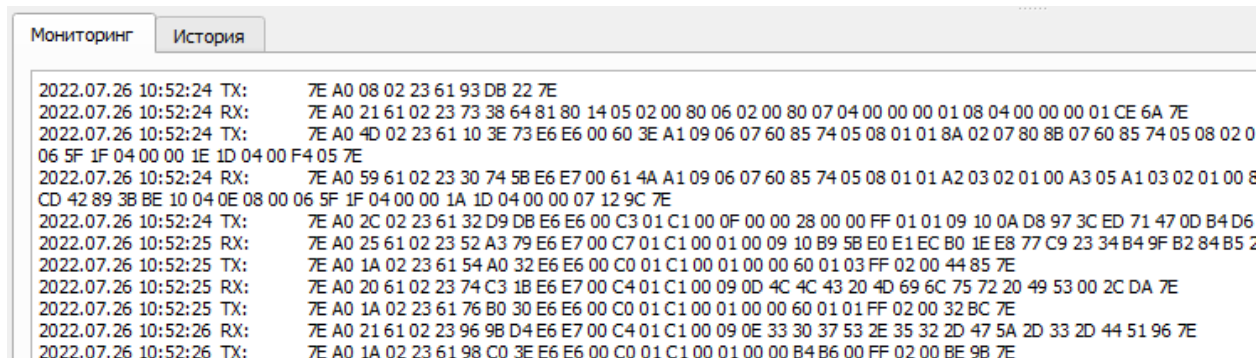 Мониторинг История
2022.07.26 10:52:24 TX: 7E A0 08 02 23 61 93 DB 22 7E
2022.07.26 10:52:24 RX: 7E A0 21 61 02 23 73 38 64 81 80 14 05 02 00 80 06 02 00 80 07 04 00 00 00 01 08 04 00 00 00 01 CE 6A 7E
2022.07.26 10:52:24 TX: 7E A0 4D 02 23 61 10 3E 73 E6 E6 00 60 3E A1 09 06 07 60 85 74 05 08 01 01 8A 02 07 80 8B 07 60 85 74 05 08 02 0
06 5F 1F 04 00 00 1E 1D 04 00 F4 05 7E
2022.07.26 10:52:24 RX: 7E A0 59 61 02 23 30 74 5B E6 E7 00 61 4A A1 09 06 07 60 85 74 05 08 01 01 A2 03 02 01 00 A3 05 A1 03 02 01 00 8
CD 42 89 3B BE 10 04 0E 08 00 06 5F 1F 04 00 00 1A 1D 04 00 00 07 12 9C 7E
2022.07.26 10:52:24 TX: 7E A0 2C 02 23 61 32 D9 DB E6 E6 00 C3 01 C1 00 0F 00 00 28 00 00 FF 01 01 09 10 0A D8 97 3C ED 71 47 0D B4 D6
2022.07.26 10:52:25 RX: 7E A0 25 61 02 23 52 A3 79 E6 E7 00 C7 01 C1 00 01 00 09 10 B9 5B E0 E1 EC B0 1E E8 77 C9 23 34 B4 9F B2 84 B5 2
2022.07.26 10:52:25 TX: 7E A0 1A 02 23 61 54 A0 32 E6 E6 00 C0 01 C1 00 01 00 00 60 01 03 FF 02 00 44 85 7E
2022.07.26 10:52:25 RX: 7E A0 20 61 02 23 74 C3 1B E6 E7 00 C4 01 C1 00 09 0D 4C 4C 43 20 4D 69 6C 75 72 20 49 53 00 2C DA 7E
2022.07.26 10:52:25 TX: 7E A0 1A 02 23 61 76 B0 30 E6 E6 00 C0 01 C1 00 01 00 00 60 01 01 FF 02 00 32 BC 7E
2022.07.26 10:52:26 RX: 7E A0 21 61 02 23 96 9B D4 E6 E7 00 C4 01 C1 00 09 0E 33 30 37 53 2E 35 32 2D 47 5A 2D 33 2D 44 51 96 7E
2022.07.26 10:52:26 TX: 7E A0 1A 02 23 61 98 C0 3E E6 E6 00 C0 01 C1 00 01 00 00 B4 B6 00 FF 02 00 BE 9B 7E